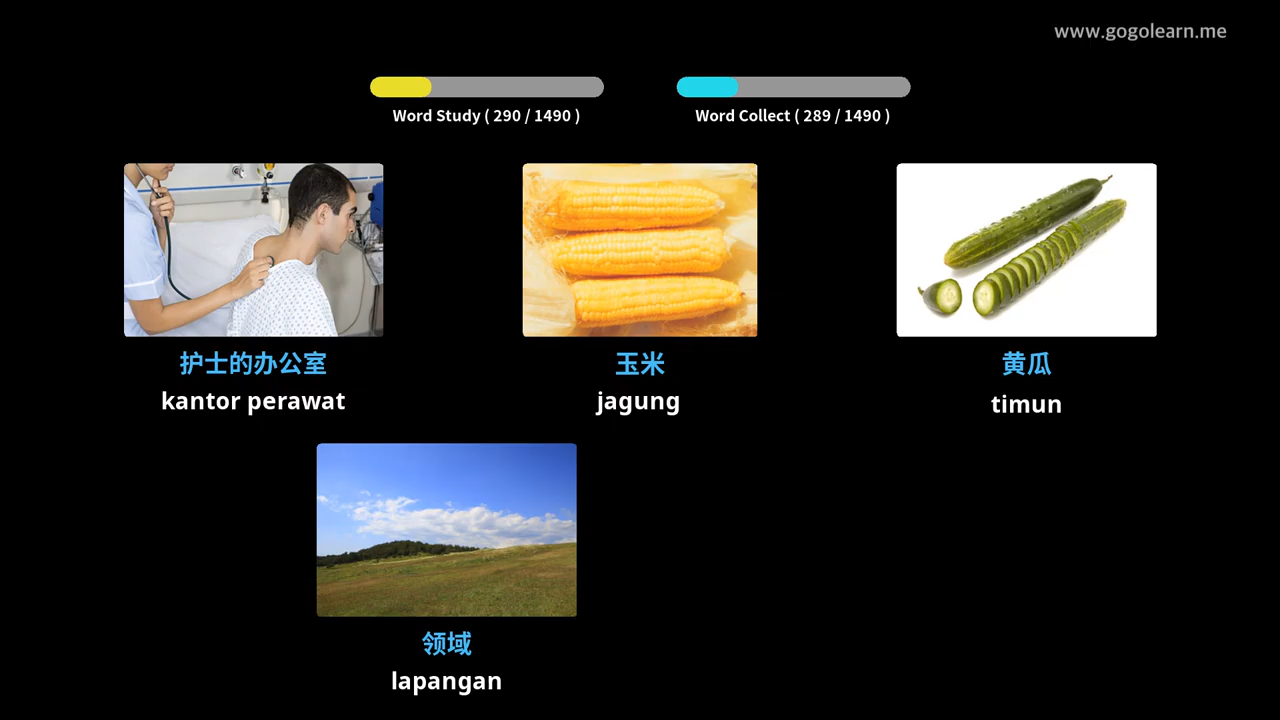 www.gogolearn.me
Word Study ( 290 / 1490 )
Word Collect ( 289 / 1490 )
护士的办公室
kantor perawat
玉米
jagung
黄瓜
timun
领域
lapangan